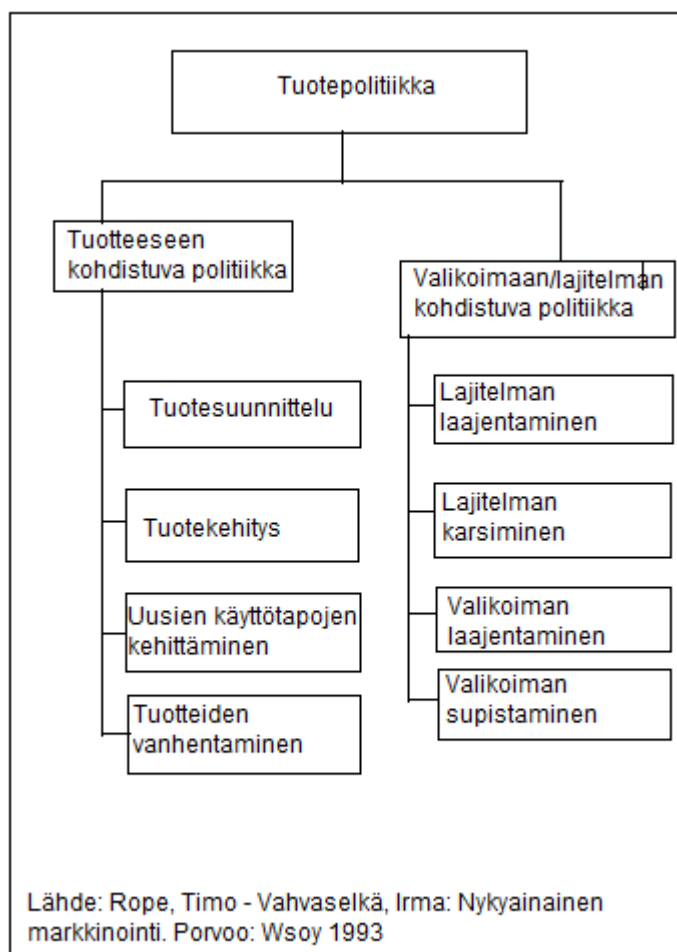 Tuotepolitiikka
Tuotteeseen
kohdistuva politiikka
Tuotesuunnittelu
Tuotekehitys
Uusien käyttötapojen
kehittäminen
Tuotteiden
vanhentaminen
Valikoimaan/lajitelman
kohdistuva politiikka
Lajitelman
laajentaminen
Lajitelman
karsiminen
Valikoiman
laajentaminen
Valikoiman
supistaminen
Lähde: Rope, Timo - Vahvaselkä, Irma: Nykyainainen
markkinointi. Porvoo: Wsoy 1993